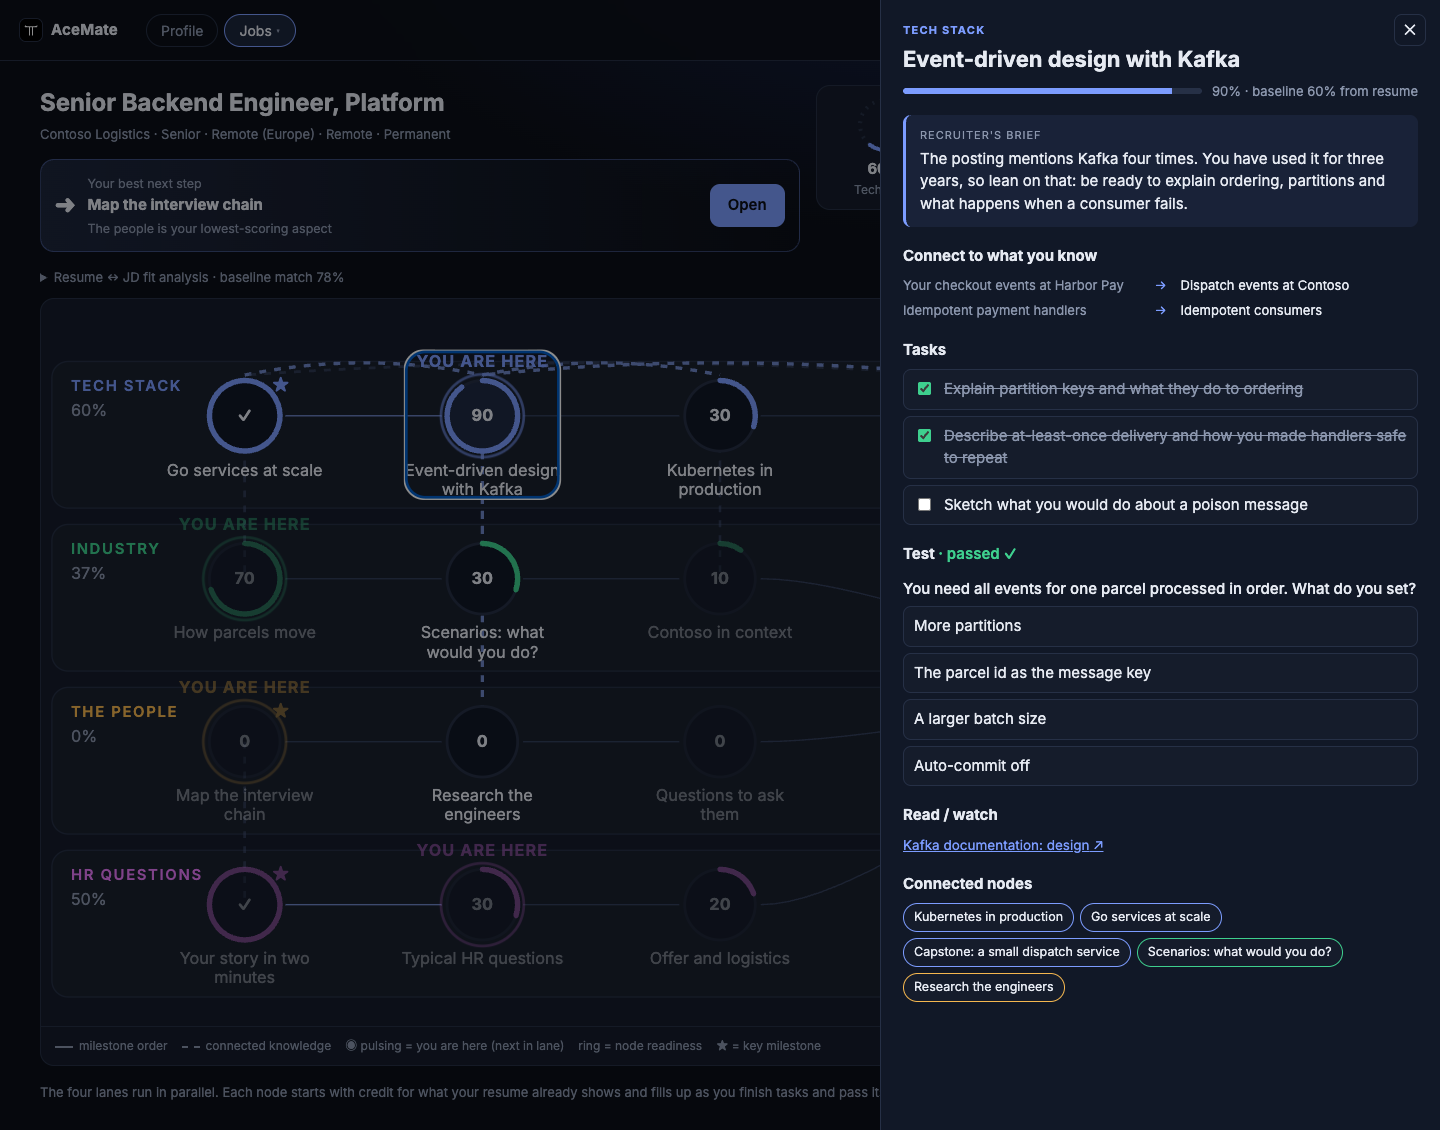 AceMate
Profile
Jobs ·
Senior Backend Engineer, Platform
Contoso Logistics · Senior · Remote (Europe) · Remote · Permanent
Your best next step
Map the interview chain
The people is your lowest-scoring aspect
Open
Resume ↔ JD fit analysis · baseline match 78%
YOU ARE HERE
TECH STACK
60%
✓
90
30
Go services at scale
Event-driven design
with Kafka
Kubernetes in
production
YOU ARE HERE
INDUSTRY
37%
70
30
10
How parcels move
Scenarios: what
would you do?
Contoso in context
YOU ARE HERE
THE PEOPLE
0%
0
0
0
Map the interview
chain
Research the
engineers
Questions to ask
them
YOU ARE HERE
HR QUESTIONS
50%
✓
30
20
Your story in two
minutes
Typical HR questions
Offer and logistics
milestone order
connected knowledge
pulsing = you are here (next in lane)
ring = node readiness
★ = key milestone
The four lanes run in parallel. Each node starts with credit for what your resume already shows and fills up as you finish tasks and pass it
TECH STACK
Event-driven design with Kafka
90% · baseline 60% from resume
RECRUITER'S BRIEF
The posting mentions Kafka four times. You have used it for three
years, so lean on that: be ready to explain ordering, partitions and
what happens when a consumer fails.
Connect to what you know
Your checkout events at Harbor Pay → Dispatch events at Contoso
Idempotent payment handlers → Idempotent consumers
Tasks
Explain partition keys and what they do to ordering
Describe at-least-once delivery and how you made handlers safe
to repeat
Sketch what you would do about a poison message
Test · passed ✓
You need all events for one parcel processed in order. What do you set?
More partitions
The parcel id as the message key
A larger batch size
Auto-commit off
Read / watch
Kafka documentation: design ↗
Connected nodes
Kubernetes in production
Go services at scale
Capstone: a small dispatch service
Scenarios: what would you do?
Research the engineers